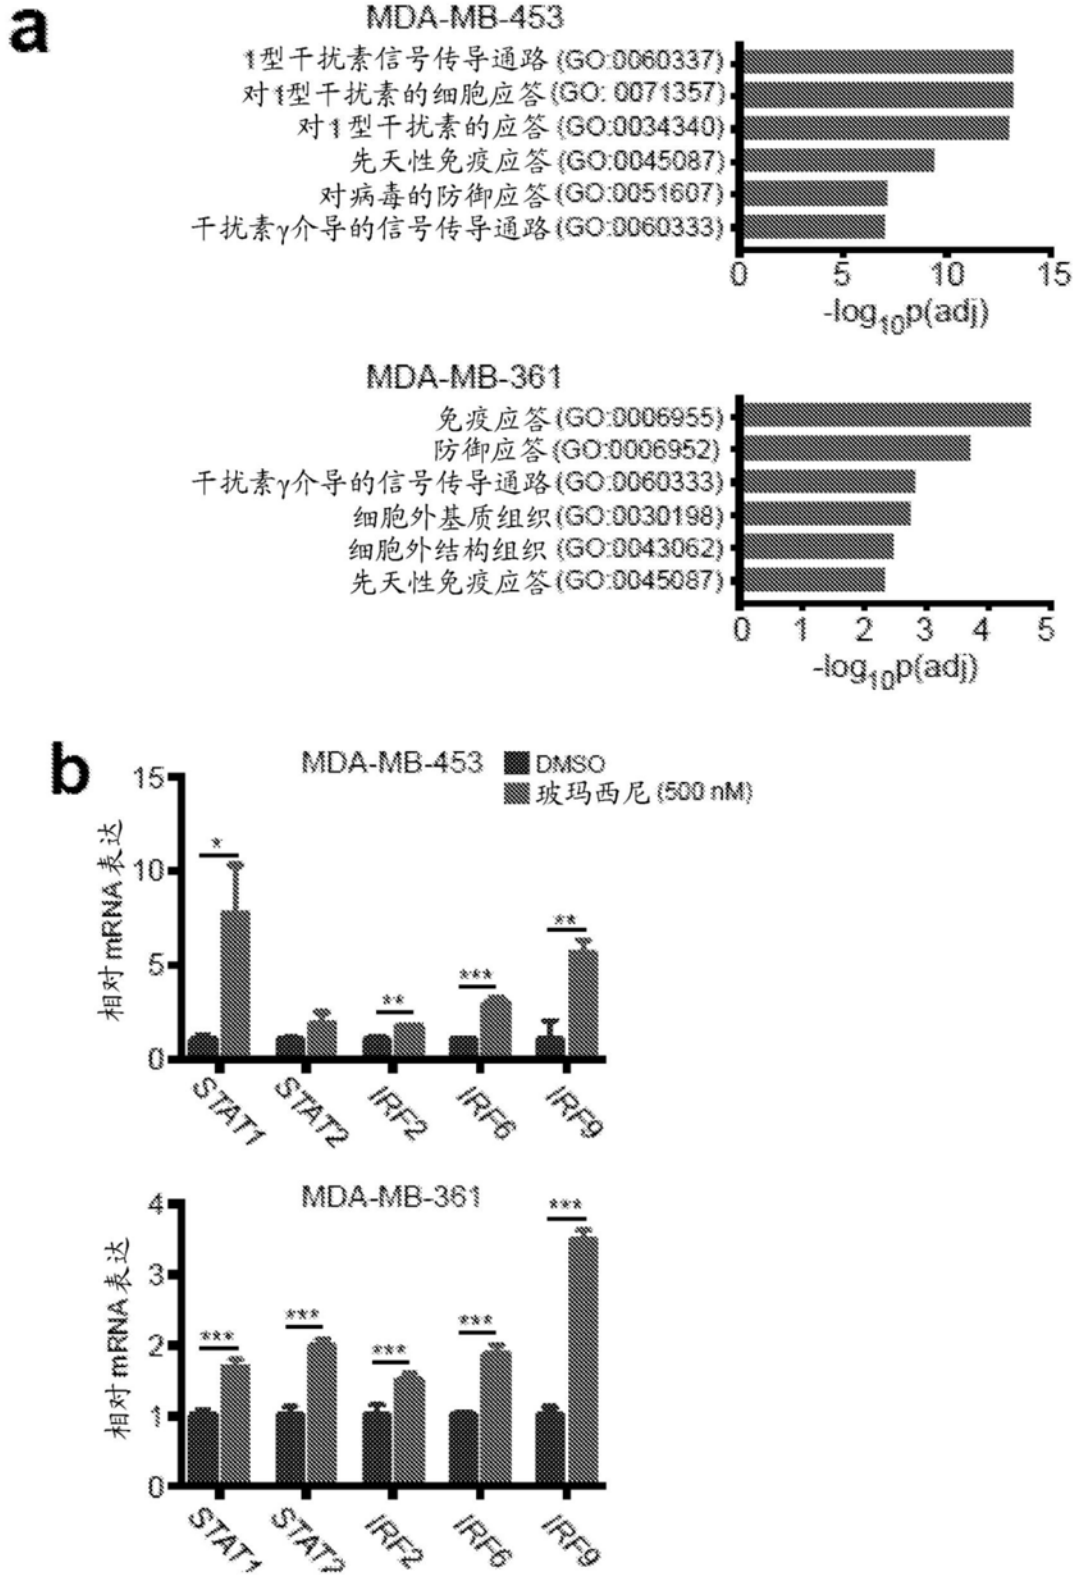 a
MDA-MB-453
1型干扰素信号传导通路 (GO:0060337)
对1型干扰素的细胞应答 (GO: 0071357)
对1型干扰素的应答 (GO:0034340)
先天性免疫应答 (GO:0045087)
对病毒的防御应答 (GO:0051607)
干扰素γ介导的信号传导通路 (GO:0060333)
0 5 10 15
-log10p(adj)
MDA-MB-361
免疫应答 (GO:0006955)
防御应答 (GO:0006952)
干扰素γ介导的信号传导通路 (GO:0060333)
细胞外基质组织 (GO:0030198)
细胞外结构组织 (GO:0043062)
先天性免疫应答 (GO:0045087)
0 1 2 3 4 5
-log10p(adj)
b
MDA-MB-453
DMSO
玻玛西尼 (500 nM)
相对 mRNA 表达
15
10
5
0
*
**
***
**
STAT1 STAT2 IRF2 IRF6 IRF9
MDA-MB-361
相对 mRNA 表达
4
3
2
1
0
***
***
***
***
***
STAT1 STAT2 IRF2 IRF6 IRF9